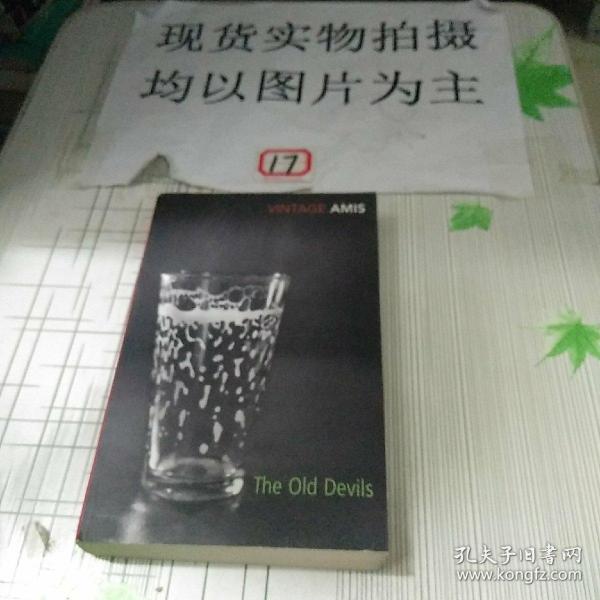 现货实物拍摄
均以图片为主
17
VINTAGE AMIS
The Old Devils
孔夫子旧書网
www.kongfz.com